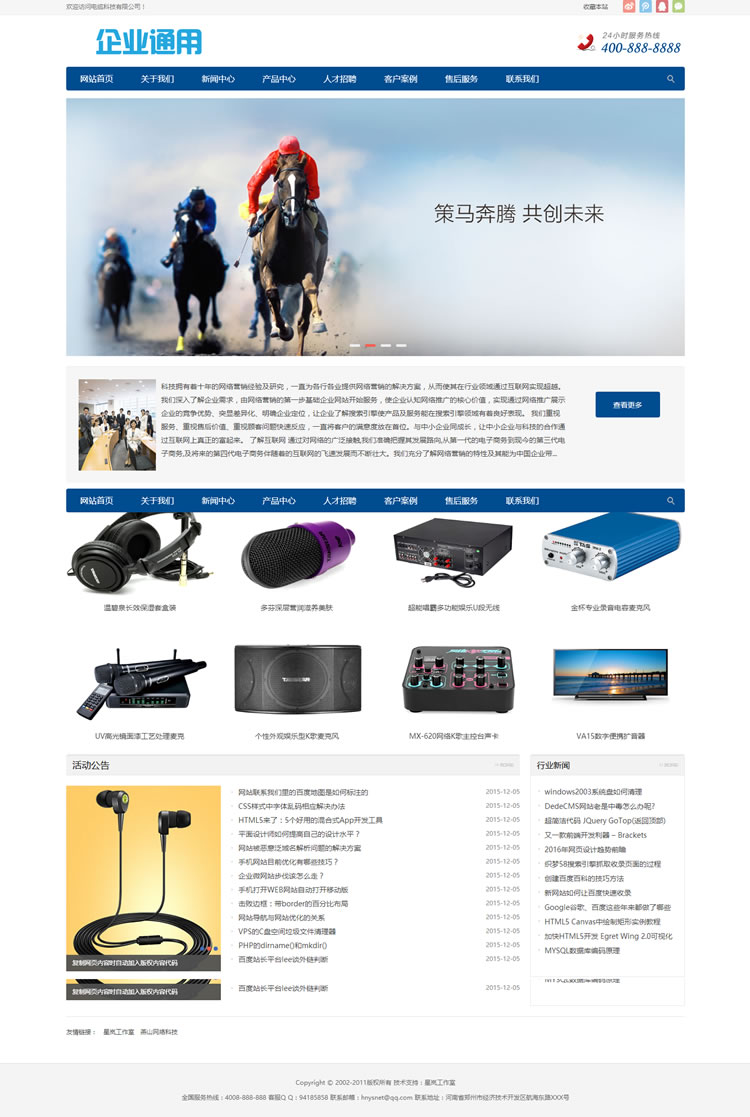 欢迎访问电缆科技有限公司！
收藏本站
企业通用
24小时服务热线
400-888-8888
网站首页 关于我们 新闻中心 产品中心 人才招聘 客户案例 售后服务 联系我们
策马奔腾 共创未来
科技拥有着十年的网络营销经验及研究，一直为各行各业提供网络营销的解决方案，从而使其在行业领域通过互联网实现超越。
我们深入了解企业需求，由网络营销的第一步基础企业网站开始服务，使企业认知网络推广的核心价值，实现通过网络推广展示
企业的竞争优势、突显差异化、明确企业定位，让企业了解搜索引擎使产品及服务能在搜索引擎领域有着良好表现。 我们重视
服务、重视售后价值、重视顾客问题快速反应，一直将客户的满意度放在首位。与中小企业同成长，让中小企业与科技的合作通
过互联网上真正的富起来。 了解互联网 通过对网络的广泛接触,我们准确把握其发展路向,从第一代的电子商务到现今的第三代电
子商务,及将来的第四代电子商务伴随着的互联网的飞速发展而不断壮大。我们充分了解网络营销的特性及其能为中国企业带...
查看更多
网站首页 关于我们 新闻中心 产品中心 人才招聘 客户案例 售后服务 联系我们
温碧泉长效保湿套盒装
多芬深层营润滋养美肤
超能唱霸多功能娱乐U段无线
金杯专业录音电容麦克风
UV高光镜面漆工艺处理麦克
个性外观娱乐型K歌麦克风
MX-620网络K歌主控台声卡
VA15数字便携扩音器
活动公告
行业新闻
网站联系我们里的百度地图是如何标注的 2015-12-05
CSS样式中字体乱码相应解决办法 2015-12-05
HTML5来了：5个好用的混合式App开发工具 2015-12-05
平面设计师如何提高自己的设计水平？ 2015-12-05
网站被恶意泛域名解析问题的解决方案 2015-12-05
手机网站目前优化有哪些技巧？ 2015-12-05
企业微网站步伐该怎么走？ 2015-12-05
手机打开WEB网站自动打开移动版 2015-12-05
击败边框：带border的百分比布局 2015-12-05
网站导航与网站优化的关系 2015-12-05
VPS的C盘空间垃圾文件清理器 2015-12-05
PHP的dirname()和mkdir() 2015-12-05
百度站长平台lee谈外链判断 2015-12-05
百度站长平台lee谈外链判断 2015-12-05
复制网页内容时自动加入版权内容代码
复制网页内容时自动加入版权内容代码
windows2003系统盘如何清理
DedeCMS网站老是中毒怎么办呢?
超简洁代码 JQuery GoTop(返回顶部)
又一款前端开发利器 – Brackets
2016年网页设计趋势前瞻
织梦58搜索引擎抓取收录页面的过程
创建百度百科的技巧方法
新网站如何让百度快速收录
Google谷歌、百度这些年来都做了哪些
HTML5 Canvas中绘制矩形实例教程
加快HTML5开发 Egret Wing 2.0可视化
MYSQL数据库编码原理
MYSQL数据库编码原理
友情链接： 星岚工作室 燕山网络科技
Copyright © 2002-2011版权所有 技术支持：星岚工作室
全国服务热线：4008-888-888 客服Q Q：94185858 联系邮箱：hnysnet@qq.com 联系地址：河南省郑州市经济技术开发区航海东路XXX号